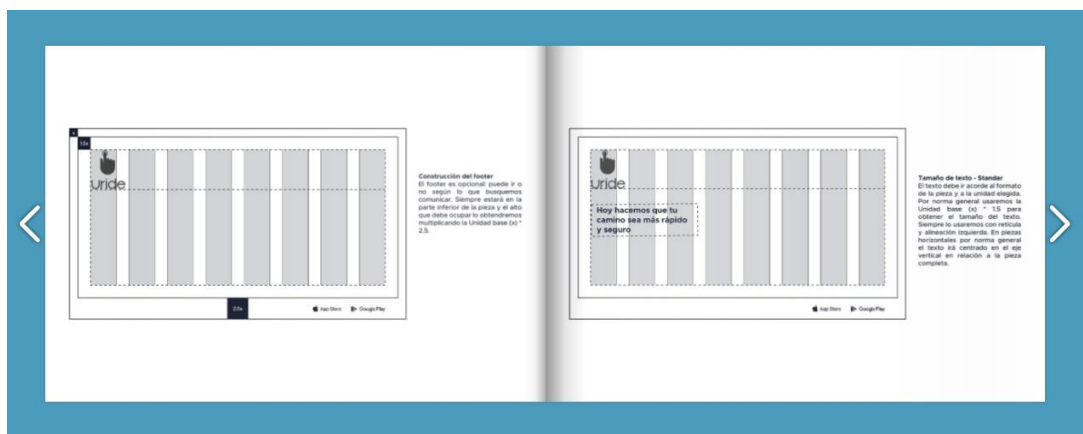 x
1.5x
uride
Construcción del footer
El footer es opcional: puede ir o
no según lo que busquemos
comunicar. Siempre estará en la
parte inferior de la pieza y el alto
que debe ocupar lo obtendremos
multiplicando la Unidad base (x) *
2.5.
App Store Google Play
uride
Hoy hacemos que tu
camino sea más rápido
y seguro
Tamaño de texto - Standar
El texto debe ir acorde al formato
de la pieza y a la unidad elegida.
Por norma general usaremos la
Unidad base (x) * 1.5 para
obtener el tamaño del texto.
Siempre lo usaremos con retícula
y alineación izquierda. En piezas
horizontales por norma general
el texto irá centrado en el eje
vertical en relación a la pieza
completa.
App Store Google Play